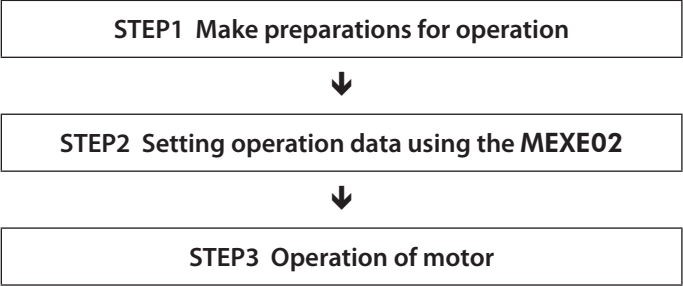 STEP1 Make preparations for operation
STEP2 Setting operation data using the MEXE02
STEP3 Operation of motor